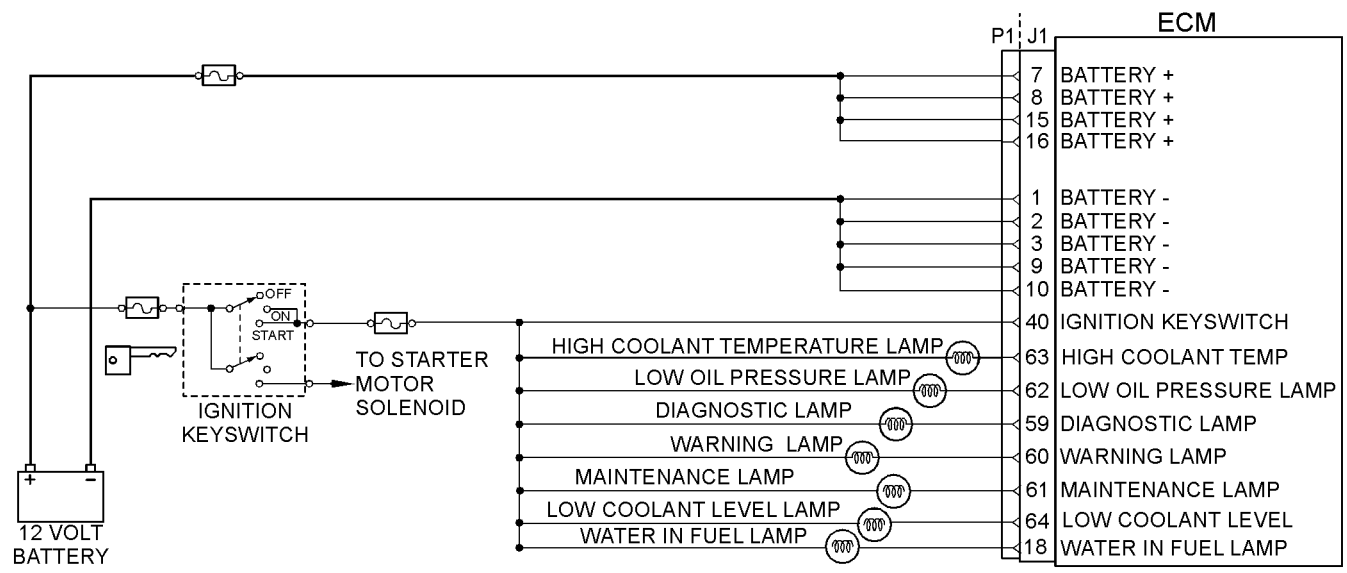 ECM
P1 J1
7 BATTERY +
8 BATTERY +
15 BATTERY +
16 BATTERY +
1 BATTERY -
2 BATTERY -
3 BATTERY -
9 BATTERY -
10 BATTERY -
OFF
ON
START
IGNITION
KEYSWITCH
TO STARTER
MOTOR
SOLENOID
40 IGNITION KEYSWITCH
HIGH COOLANT TEMPERATURE LAMP
63 HIGH COOLANT TEMP
LOW OIL PRESSURE LAMP
62 LOW OIL PRESSURE LAMP
DIAGNOSTIC LAMP
59 DIAGNOSTIC LAMP
WARNING LAMP
60 WARNING LAMP
MAINTENANCE LAMP
61 MAINTENANCE LAMP
LOW COOLANT LEVEL LAMP
64 LOW COOLANT LEVEL
WATER IN FUEL LAMP
18 WATER IN FUEL LAMP
+ -
12 VOLT
BATTERY